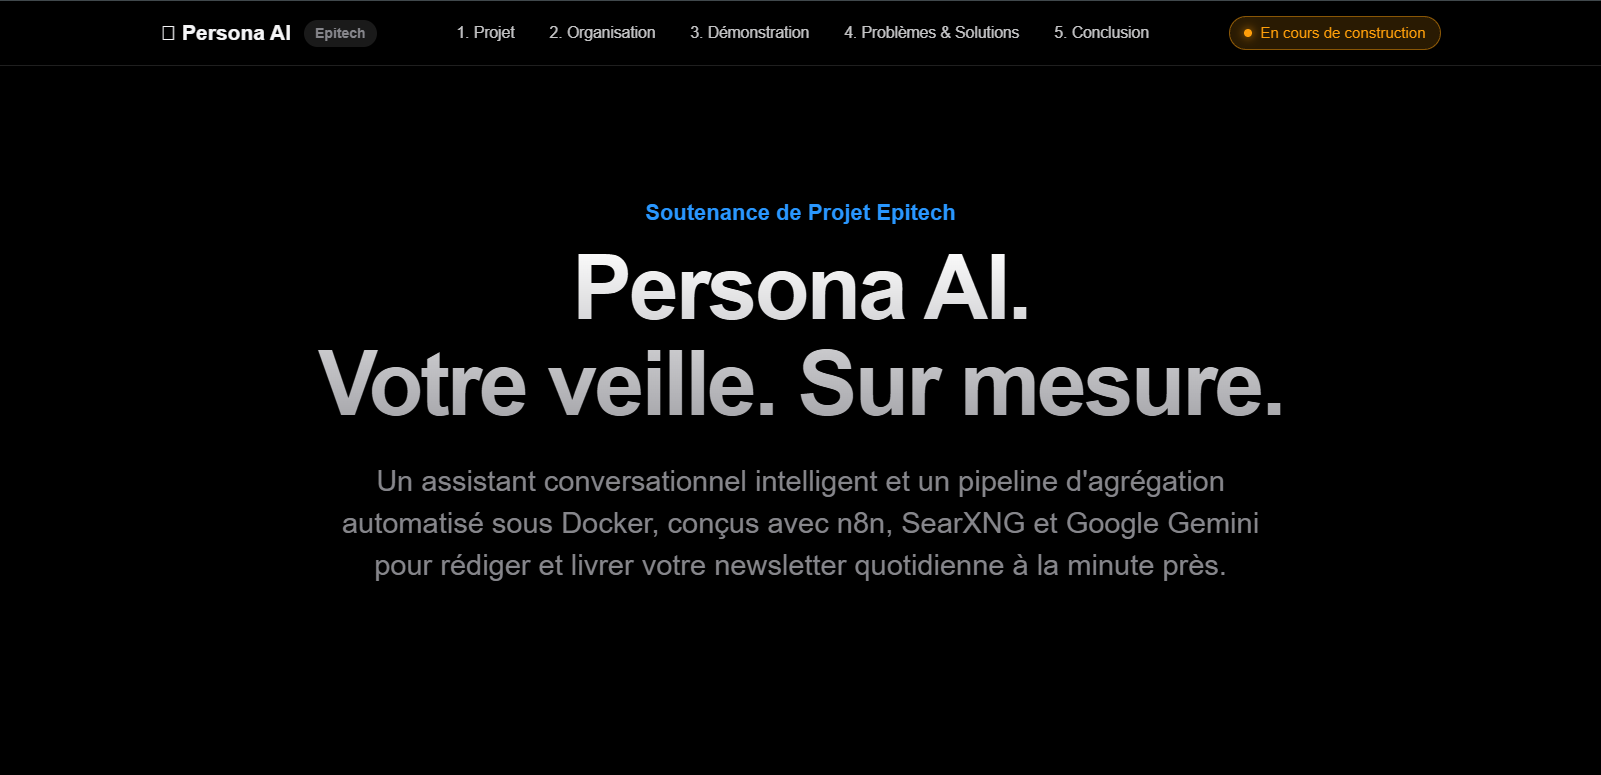 Persona AI
Epitech
1. Projet
2. Organisation
3. Démonstration
4. Problèmes & Solutions
5. Conclusion
En cours de construction
Soutenance de Projet Epitech
Persona AI.
Votre veille. Sur mesure.
Un assistant conversationnel intelligent et un pipeline d'agrégation
automatisé sous Docker, conçus avec n8n, SearXNG et Google Gemini
pour rédiger et livrer votre newsletter quotidienne à la minute près.